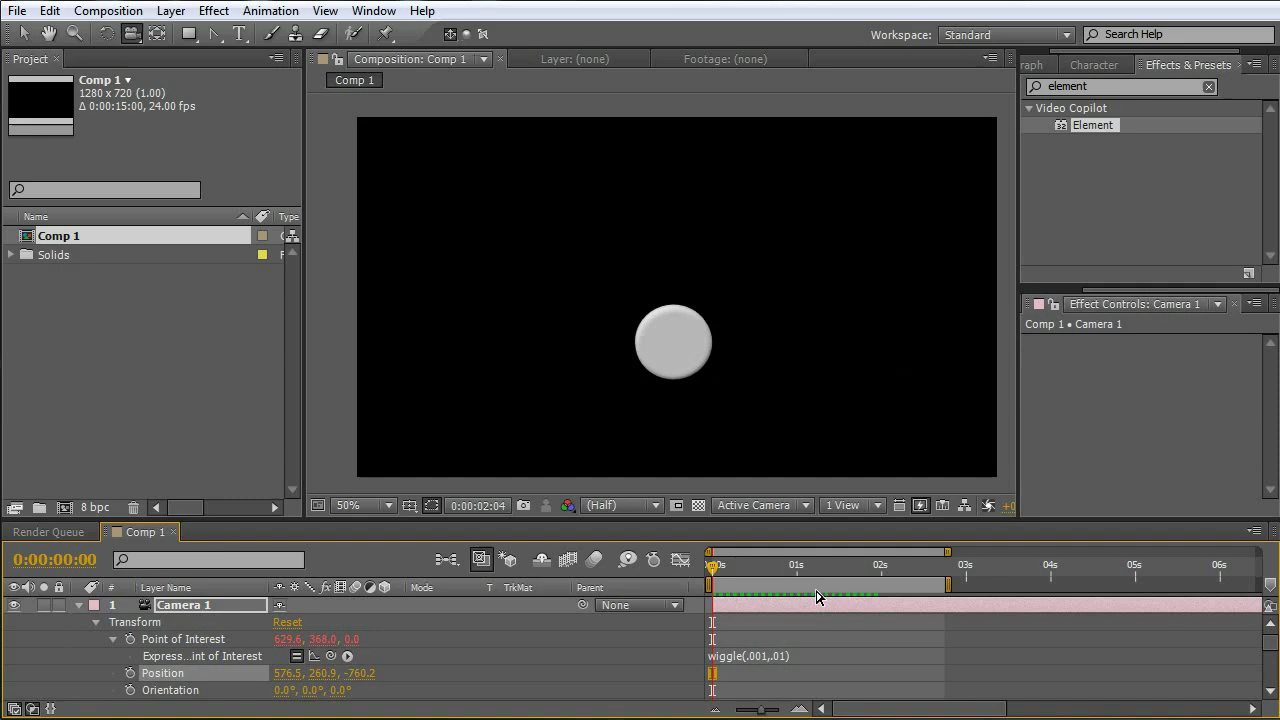 File Edit Composition Layer Effect Animation View Window Help
Workspace: Standard Search Help
Project Composition: Comp 1 Layer: (none) Footage: (none) raph Character Effects & Presets
Comp 1
1280 x 720 (1.00)
Δ 0:00:15:00, 24.00 fps
Comp 1
element
Video Copilot
32 Element
Name Type
Comp 1
Solids
Effect Controls: Camera 1
Comp 1 • Camera 1
8 bpc
50% 0:00:02:04 (Half) Active Camera 1 View
Render Queue Comp 1
0:00:00:00
01s 02s 03s 04s 05s 06s
# Layer Name Mode T TrkMat Parent
1 Camera 1 None
Transform Reset
Point of Interest 629.6, 368.0, 0.0
Express...int of Interest wiggle(.001,.01)
Position 576.5, 260.9, -760.2
Orientation 0.0°, 0.0°, 0.0°